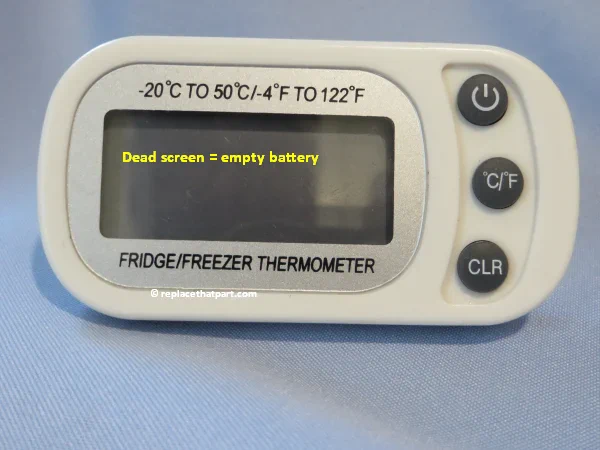 -20°C TO 50°C/-4°F TO 122°F
Dead screen = empty battery
°C/°F
FRIDGE/FREEZER THERMOMETER
CLR
© replacethatpart.com